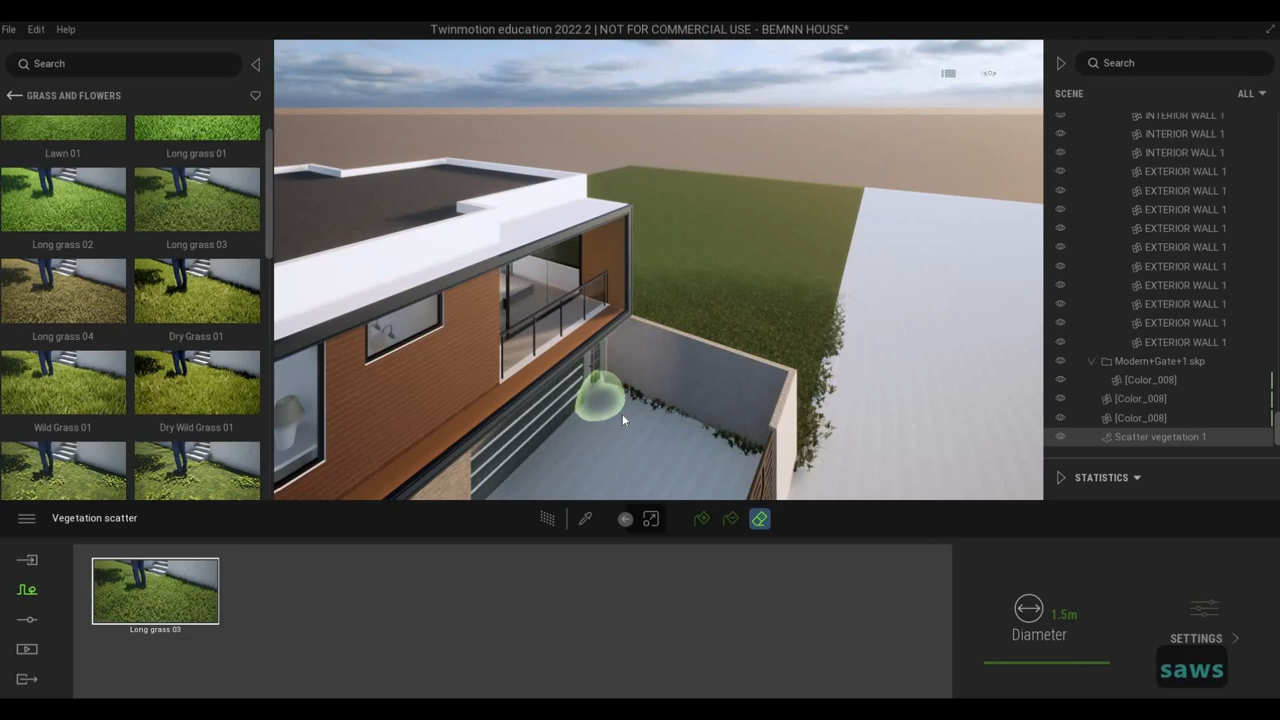 File Edit Help
Twinmotion education 2022.2 | NOT FOR COMMERCIAL USE - BEMNN HOUSE*
Search
GRASS AND FLOWERS
Lawn 01 Long grass 01
Long grass 02 Long grass 03
Long grass 04 Dry Grass 01
Wild Grass 01 Dry Wild Grass 01
Search
SCENE ALL
INTERIOR WALL 1
INTERIOR WALL 1
INTERIOR WALL 1
EXTERIOR WALL 1
EXTERIOR WALL 1
EXTERIOR WALL 1
EXTERIOR WALL 1
EXTERIOR WALL 1
EXTERIOR WALL 1
EXTERIOR WALL 1
EXTERIOR WALL 1
EXTERIOR WALL 1
EXTERIOR WALL 1
Modern+Gate+1.skp
[Color_008]
[Color_008]
[Color_008]
Scatter vegetation 1
STATISTICS
Vegetation scatter
Long grass 03
1.5m
Diameter
SETTINGS
saws